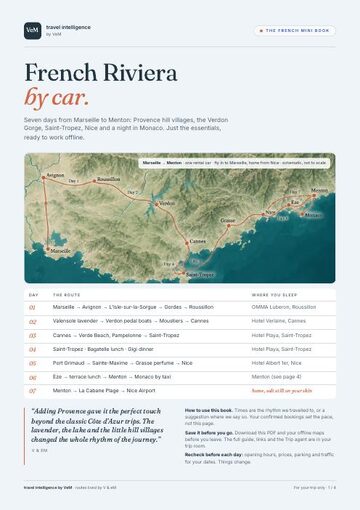 VeM
travel intelligence
by VeM
THE FRENCH MINI BOOK
French Riviera
by car.
Seven days from Marseille to Menton: Provence hill villages, the Verdon
Gorge, Saint-Tropez, Nice and a night in Monaco. Just the essentials,
ready to work offline.
Marseille → Menton · one rental car · fly in to Marseille, home from Nice · schematic, not to scale
Avignon
Day 1
Roussillon
Day 2
Verdon
Marseille
Cannes
Grasse
Nice
Èze
Menton
Monaco
Saint-Tropez
DAY THE ROUTE WHERE YOU SLEEP
01 Marseille → Avignon → L'Isle-sur-la-Sorgue → Gordes → Roussillon OMMA Luberon, Roussillon
02 Valensole lavender → Verdon pedal boats → Moustiers → Cannes Hotel Verlaine, Cannes
03 Cannes → Verde Beach, Pampelonne → Saint-Tropez Hotel Playa, Saint-Tropez
04 Saint-Tropez · Bagatelle lunch · Gigi dinner Hotel Playa, Saint-Tropez
05 Port Grimaud → Sainte-Maxime → Grasse perfume → Nice Hotel Albert 1er, Nice
06 Èze → terrace lunch → Menton → Monaco by taxi Menton (see page 4)
07 Menton → La Cabane Plage → Nice Airport home, salt still on your skin
"Adding Provence gave it the perfect touch
beyond the classic Côte d'Azur trips. The
lavender, the lake and the little hill villages
changed the whole rhythm of the journey."
V & EM
How to use this book. Times are the rhythm we travelled to, or a
suggestion where we say so. Your confirmed bookings set the pace,
not this page.
Save it before you go. Download this PDF and your offline maps
before you leave. The full guide, links and the Trip agent are in your
trip room.
Recheck before each day: opening hours, prices, parking and traffic
for your dates. Things change.
travel intelligence by VeM · routes lived by V & EM
For your trip only · 1 / 4